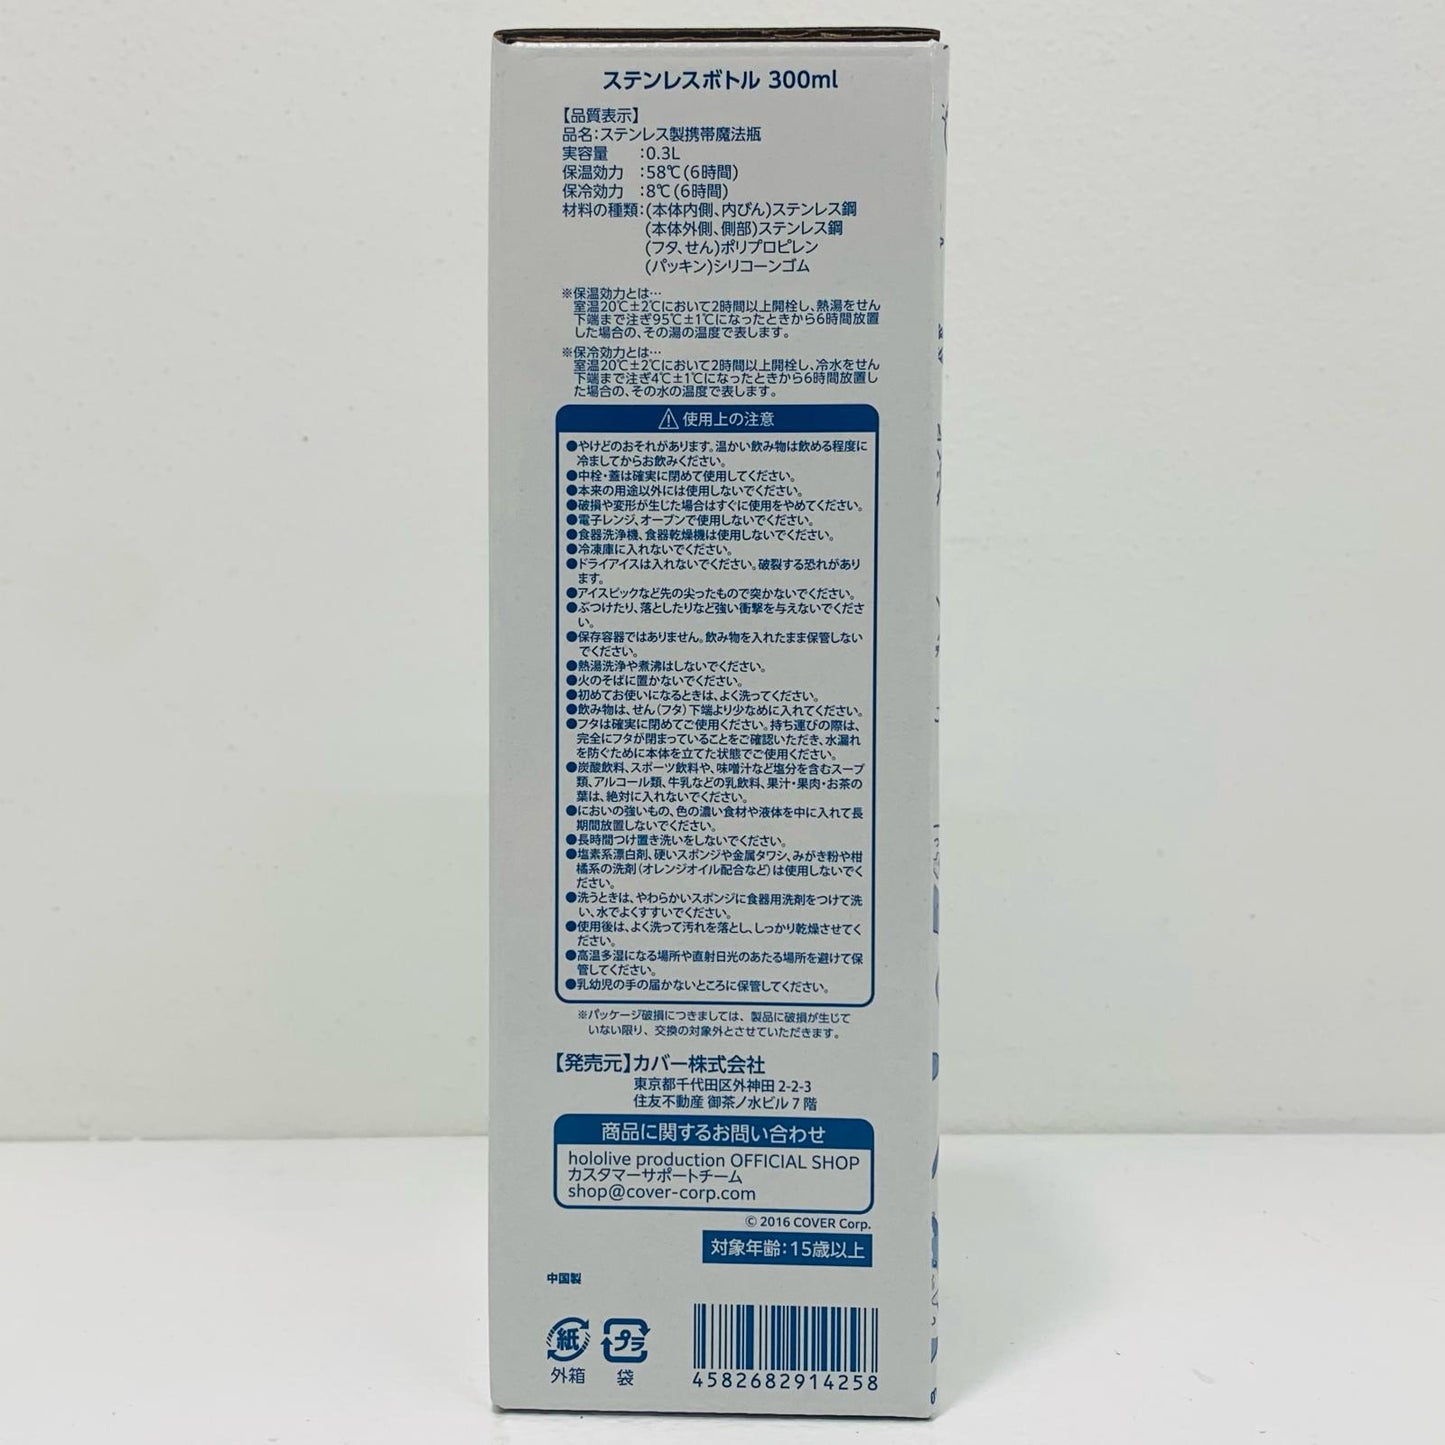 ステンレスボトル 300ml
【品質表示】
品名:ステンレス製携帯魔法瓶
実容量 :0.3L
保温効力 :58℃(6時間)
保冷効力 :8℃(6時間)
材料の種類:(本体内側、内びん)ステンレス鋼
(本体外側、側部)ステンレス鋼
(フタ、せん)ポリプロピレン
(パッキン)シリコーンゴム
※保温効力とは…
室温20℃±2℃において2時間以上開栓し、熱湯をせん
下端まで注ぎ95℃±1℃になったときから6時間放置
した場合の、その湯の温度で表します。
※保冷効力とは…
室温20℃±2℃において2時間以上開栓し、冷水をせん
下端まで注ぎ4℃±1℃になったときから6時間放置し
た場合の、その水の温度で表します。
⚠ 使用上の注意
●やけどのおそれがあります。温かい飲み物は飲める程度に
冷ましてからお飲みください。
●中栓・蓋は確実に閉めて使用してください。
●本来の用途以外には使用しないでください。
●破損や変形が生じた場合はすぐに使用をやめてください。
●電子レンジ、オーブンで使用しないでください。
●食器洗浄機、食器乾燥機は使用しないでください。
●冷凍庫に入れないでください。
●ドライアイスは入れないでください。破裂する恐れがあり
ます。
●アイスピックなど先の尖ったもので突かないでください。
●ぶつけたり、落としたりなど強い衝撃を与えないでくださ
い。
●保存容器ではありません。飲み物を入れたまま保管しない
でください。
●熱湯洗浄や煮沸はしないでください。
●火のそばに置かないでください。
●初めてお使いになるときは、よく洗ってください。
●飲み物は、せん(フタ)下端より少なめに入れてください。
●フタは確実に閉めてご使用ください。持ち運びの際は、
完全にフタが閉まっていることをご確認いただき、水漏れ
を防ぐために本体を立てた状態でご使用ください。
●炭酸飲料、スポーツ飲料や、味噌汁など塩分を含むスープ
類、アルコール類、牛乳などの乳飲料、果汁・果肉・お茶の
葉は、絶対に入れないでください。
●においの強いもの、色の濃い食材や液体を中に入れて長
期間放置しないでください。
●長時間つけ置き洗いをしないでください。
●塩素系漂白剤、硬いスポンジや金属タワシ、みがき粉や柑
橘系の洗剤(オレンジオイル配合など)は使用しないでく
ださい。
●洗うときは、やわらかいスポンジに食器用洗剤をつけて洗
い、水でよくすすいでください。
●使用後は、よく洗って汚れを落とし、しっかり乾燥させてく
ださい。
●高温多湿になる場所や直射日光のあたる場所を避けて保
管してください。
●乳幼児の手の届かないところに保管してください。
※パッケージ破損につきましては、製品に破損が生じて
いない限り、交換の対象外とさせていただきます。
【発売元】カバー株式会社
東京都千代田区外神田 2-2-3
住友不動産 御茶ノ水ビル 7 階
商品に関するお問い合わせ
hololive production OFFICIAL SHOP
カスタマーサポートチーム
shop@cover-corp.com
© 2016 COVER Corp.
対象年齢:15歳以上
中国製
紙 プラ
外箱 袋
4582682914258